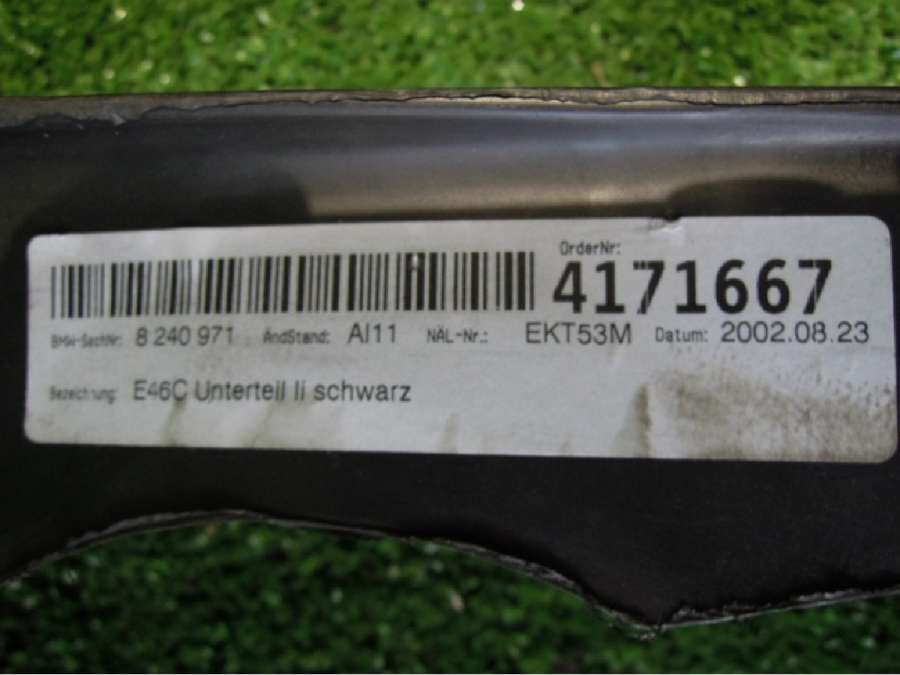 OrderNr:
4171667
BMW-SachNr: 8 240 971 ÄndStand: AI11 NÄL-Nr.: EKT53M Datum: 2002.08.23
Bezeichnung: E46C Unterteil li schwarz